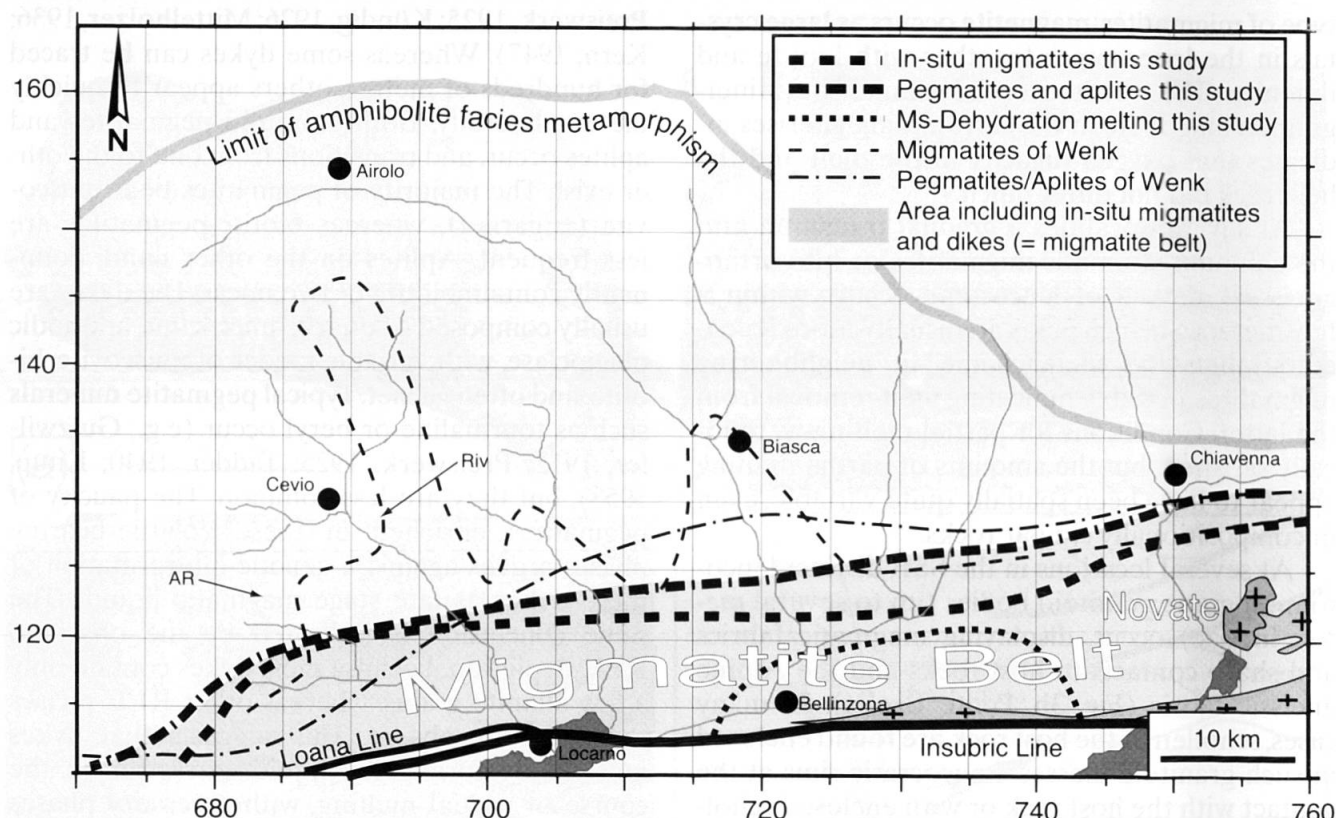 160
140
120
N
Limit of amphibolite facies metamorphism
In-situ migmatites this study
Pegmatites and aplites this study
Ms-Dehydration melting this study
Migmatites of Wenk
Pegmatites/Aplites of Wenk
Area including in-situ migmatites
and dikes (= migmatite belt)
Airolo
Biasca
Chiavenna
Riv
Cevio
AR
Novate
Migmatite Belt
Bellinzona
Loana Line
Locarno
Insubric Line
10 km
680
700
720
740
760